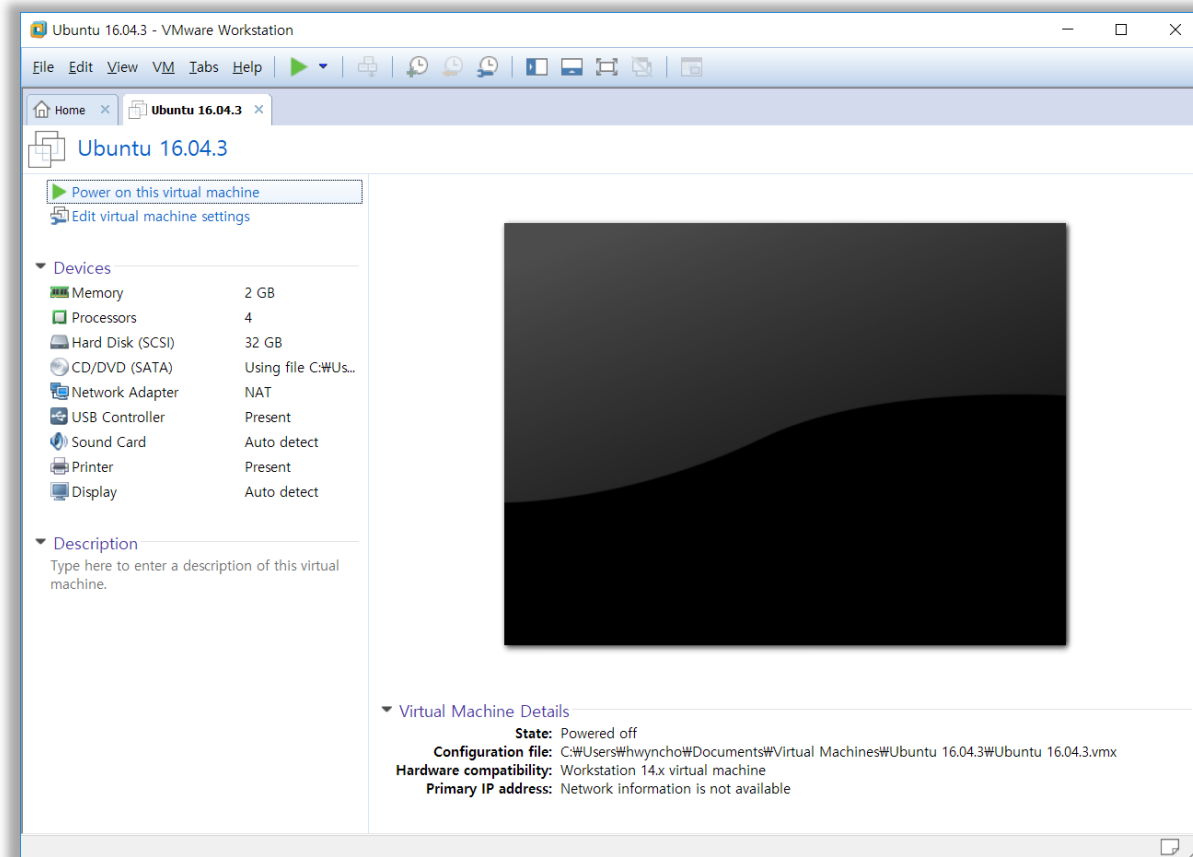 Ubuntu 16.04.3 - VMware Workstation
File Edit View VM Tabs Help
Home Ubuntu 16.04.3
Ubuntu 16.04.3
Power on this virtual machine
Edit virtual machine settings
Devices
Memory 2 GB
Processors 4
Hard Disk (SCSI) 32 GB
CD/DVD (SATA) Using file C:₩Us...
Network Adapter NAT
USB Controller Present
Sound Card Auto detect
Printer Present
Display Auto detect
Description
Type here to enter a description of this virtual
machine.
Virtual Machine Details
State: Powered off
Configuration file: C:₩Users₩hwyncho₩Documents₩Virtual Machines₩Ubuntu 16.04.3₩Ubuntu 16.04.3.vmx
Hardware compatibility: Workstation 14.x virtual machine
Primary IP address: Network information is not available